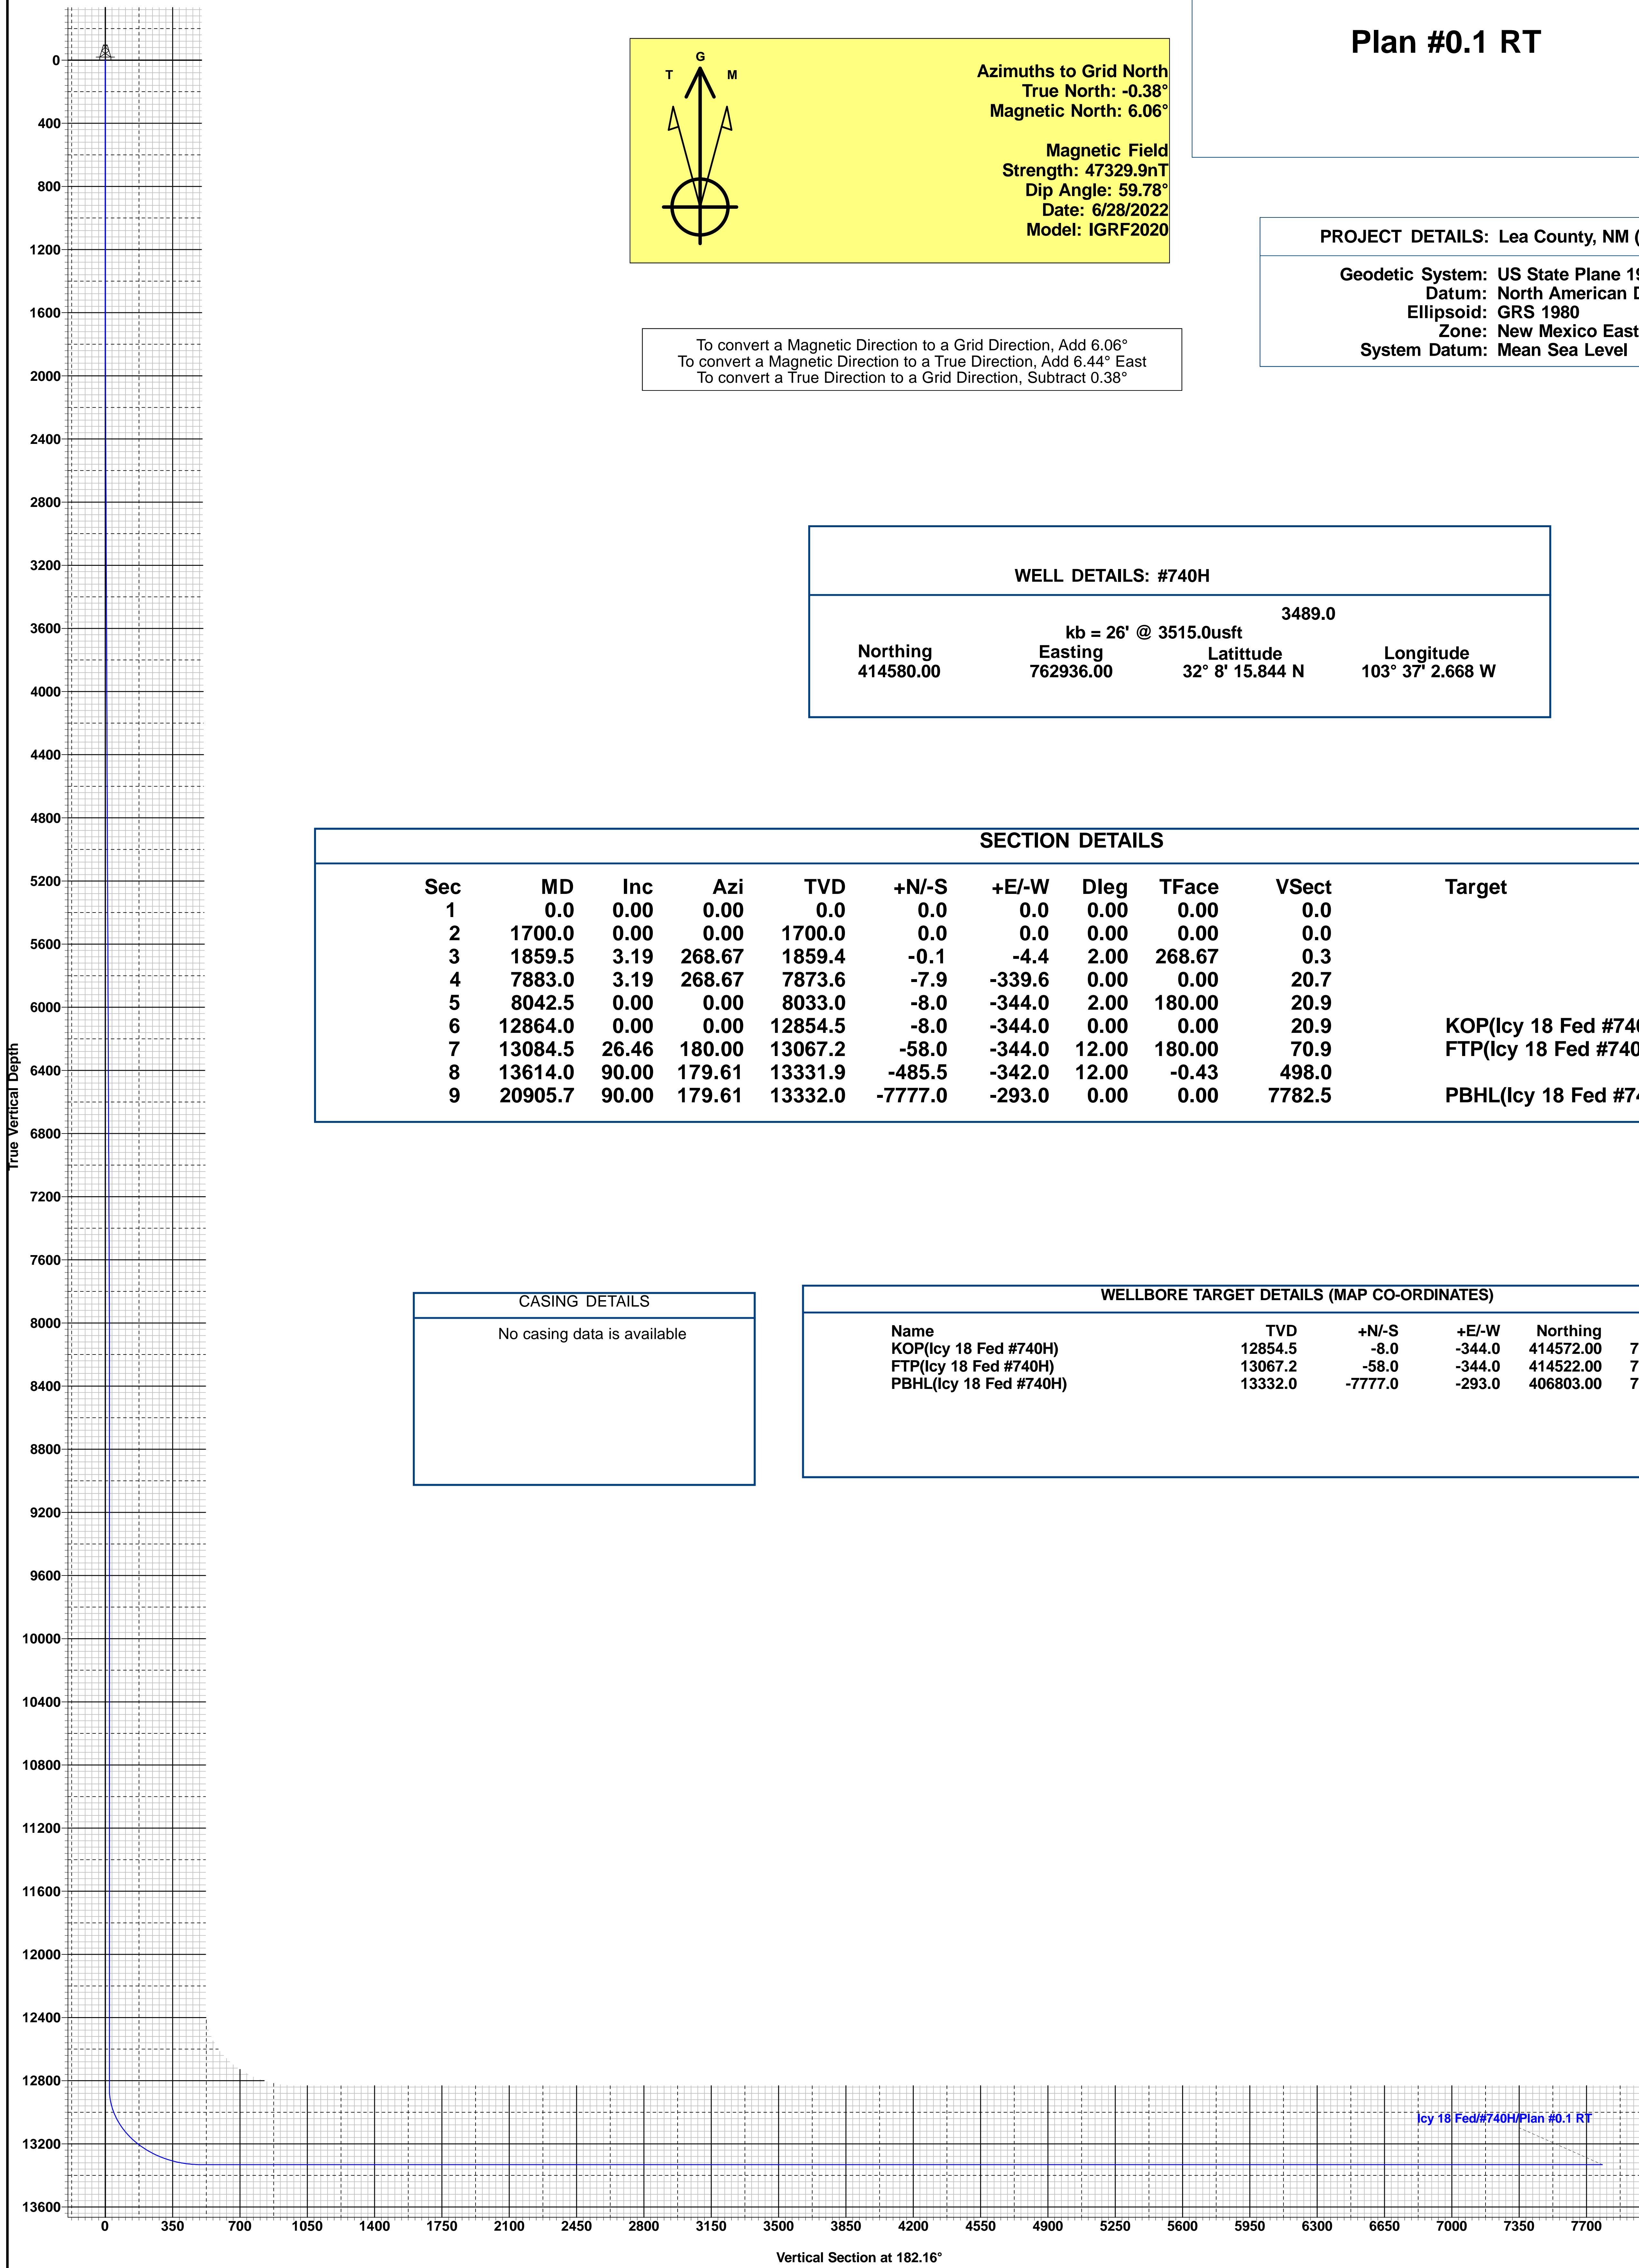 Plan #0.1 RT
G
T M
Azimuths to Grid North
True North: -0.38°
Magnetic North: 6.06°
Magnetic Field
Strength: 47329.9nT
Dip Angle: 59.78°
Date: 6/28/2022
Model: IGRF2020
PROJECT DETAILS: Lea County, NM (
Geodetic System: US State Plane 19
Datum: North American D
Ellipsoid: GRS 1980
Zone: New Mexico East
System Datum: Mean Sea Level
To convert a Magnetic Direction to a Grid Direction, Add 6.06°
To convert a Magnetic Direction to a True Direction, Add 6.44° East
To convert a True Direction to a Grid Direction, Subtract 0.38°
WELL DETAILS: #740H
3489.0
kb = 26' @ 3515.0usft
Northing Easting Latittude Longitude
414580.00 762936.00 32° 8' 15.844 N 103° 37' 2.668 W
SECTION DETAILS
Sec MD Inc Azi TVD +N/-S +E/-W Dleg TFace VSect Target
1 0.0 0.00 0.00 0.0 0.0 0.0 0.00 0.00 0.0
2 1700.0 0.00 0.00 1700.0 0.0 0.0 0.00 0.00 0.0
3 1859.5 3.19 268.67 1859.4 -0.1 -4.4 2.00 268.67 0.3
4 7883.0 3.19 268.67 7873.6 -7.9 -339.6 0.00 0.00 20.7
5 8042.5 0.00 0.00 8033.0 -8.0 -344.0 2.00 180.00 20.9
6 12864.0 0.00 0.00 12854.5 -8.0 -344.0 0.00 0.00 20.9 KOP(Icy 18 Fed #740
7 13084.5 26.46 180.00 13067.2 -58.0 -344.0 12.00 180.00 70.9 FTP(Icy 18 Fed #740
8 13614.0 90.00 179.61 13331.9 -485.5 -342.0 12.00 -0.43 498.0
9 20905.7 90.00 179.61 13332.0 -7777.0 -293.0 0.00 0.00 7782.5 PBHL(Icy 18 Fed #74
CASING DETAILS
No casing data is available
WELLBORE TARGET DETAILS (MAP CO-ORDINATES)
Name TVD +N/-S +E/-W Northing
KOP(Icy 18 Fed #740H) 12854.5 -8.0 -344.0 414572.00 7
FTP(Icy 18 Fed #740H) 13067.2 -58.0 -344.0 414522.00 7
PBHL(Icy 18 Fed #740H) 13332.0 -7777.0 -293.0 406803.00 7
True Vertical Depth
0
400
800
1200
1600
2000
2400
2800
3200
3600
4000
4400
4800
5200
5600
6000
6400
6800
7200
7600
8000
8400
8800
9200
9600
10000
10400
10800
11200
11600
12000
12400
12800
13200
13600
Icy 18 Fed/#740H/Plan #0.1 RT
0 350 700 1050 1400 1750 2100 2450 2800 3150 3500 3850 4200 4550 4900 5250 5600 5950 6300 6650 7000 7350 7700
Vertical Section at 182.16°